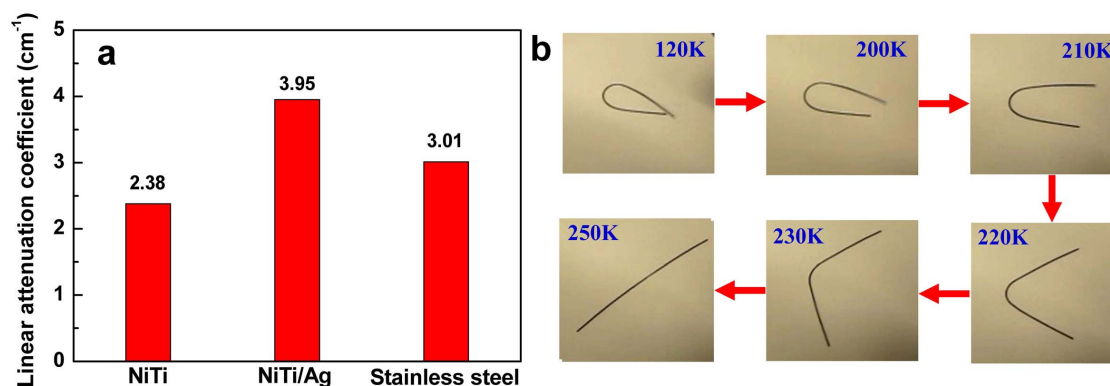 a
Linear attenuation coefficient (cm⁻¹)
5
4
3
2
1
0
2.38
3.95
3.01
NiTi
NiTi/Ag
Stainless steel
b
120K
200K
210K
250K
230K
220K